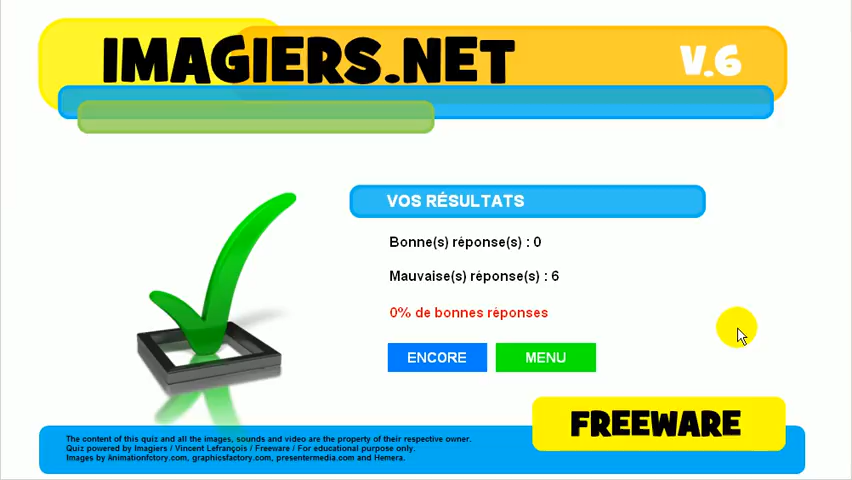 IMAGIERS.NET
V.6
VOS RÉSULTATS
Bonne(s) réponse(s) : 0
Mauvaise(s) réponse(s) : 6
0% de bonnes réponses
ENCORE
MENU
FREEWARE
The content of this quiz and all the images, sounds and video are the property of their respective owner.
Quiz powered by Imagiers / Vincent Lefrançois / Freeware / For educational purpose only.
Images by Animationfctory.com, graphicsfactory.com, presentermedia.com and Hemera.